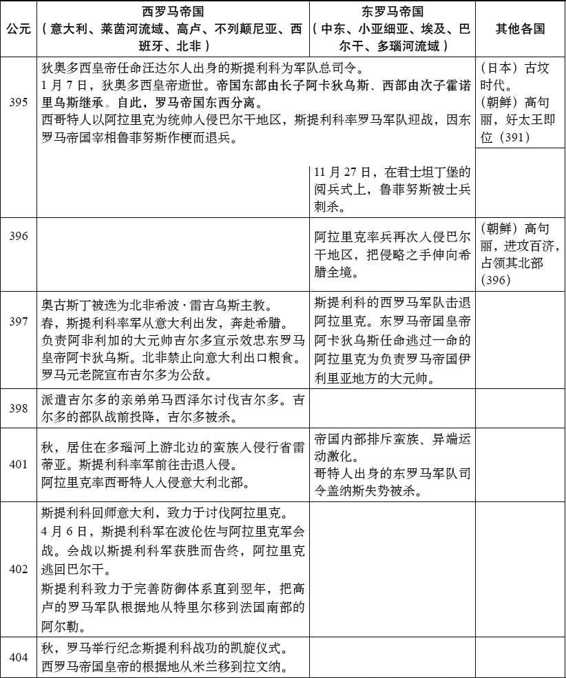 公元
西罗马帝国
（意大利、莱茵河流域、高卢、不列颠尼亚、西
班牙、北非）
东罗马帝国
（中东、小亚细亚、埃及、巴
尔干、多瑙河流域）
其他各国
395
狄奥多西皇帝任命汪达尔人出身的斯提利科为军队总司令。
1 月 7 日，狄奥多西皇帝逝世。帝国东部由长子阿卡狄乌斯、西部由次子霍诺
里乌斯继承。自此，罗马帝国东西分离。
西哥特人以阿拉里克为统帅入侵巴尔干地区，斯提利科率罗马军队迎战，因东
罗马帝国宰相鲁菲努斯作梗而退兵。
11 月 27 日，在君士坦丁堡的
阅兵式上，鲁菲努斯被士兵
刺杀。
（日本）古坟
时代。
（朝鲜）高句
丽，好太王即
位（391）
396
阿拉里克率兵再次入侵巴尔
干地区，把侵略之手伸向希
腊全境。
（朝鲜）高句
丽，进攻百济，
占领其北部
（396）
397
奥古斯丁被选为北非希波·雷吉乌斯主教。
春，斯提利科率军从意大利出发，奔赴希腊。
负责阿非利加的大元帅吉尔多宣示效忠东罗马
皇帝阿卡狄乌斯。北非禁止向意大利出口粮食。
罗马元老院宣布吉尔多为公敌。
斯提利科的西罗马军队击退
阿拉里克。东罗马帝国皇帝
阿卡狄乌斯任命逃过一命的
阿拉里克为负责罗马帝国伊
利里亚地方的大元帅。
398
派遣吉尔多的亲弟弟马西泽尔讨伐吉尔多。吉
尔多的部队战前投降，吉尔多被杀。
401
秋，居住在多瑙河上游北边的蛮族入侵行省雷
蒂亚。斯提利科率军前往击退入侵。
阿拉里克率西哥特人入侵意大利北部。
帝国内部排斥蛮族、异端运
动激化。
哥特人出身的东罗马军队司
令盖纳斯失势被杀。
402
斯提利科回师意大利，致力于讨伐阿拉里克。
4 月 6 日，斯提利科军在波伦佐与阿拉里克军会
战。会战以斯提利科军获胜而告终，阿拉里克
逃回巴尔干。
斯提利科致力于完善防御体系直到翌年，把高
卢的罗马军队根据地从特里尔移到法国南部的
阿尔勒。
404
秋，罗马举行纪念斯提利科战功的凯旋仪式。
西罗马帝国皇帝的根据地从米兰移到拉文纳。